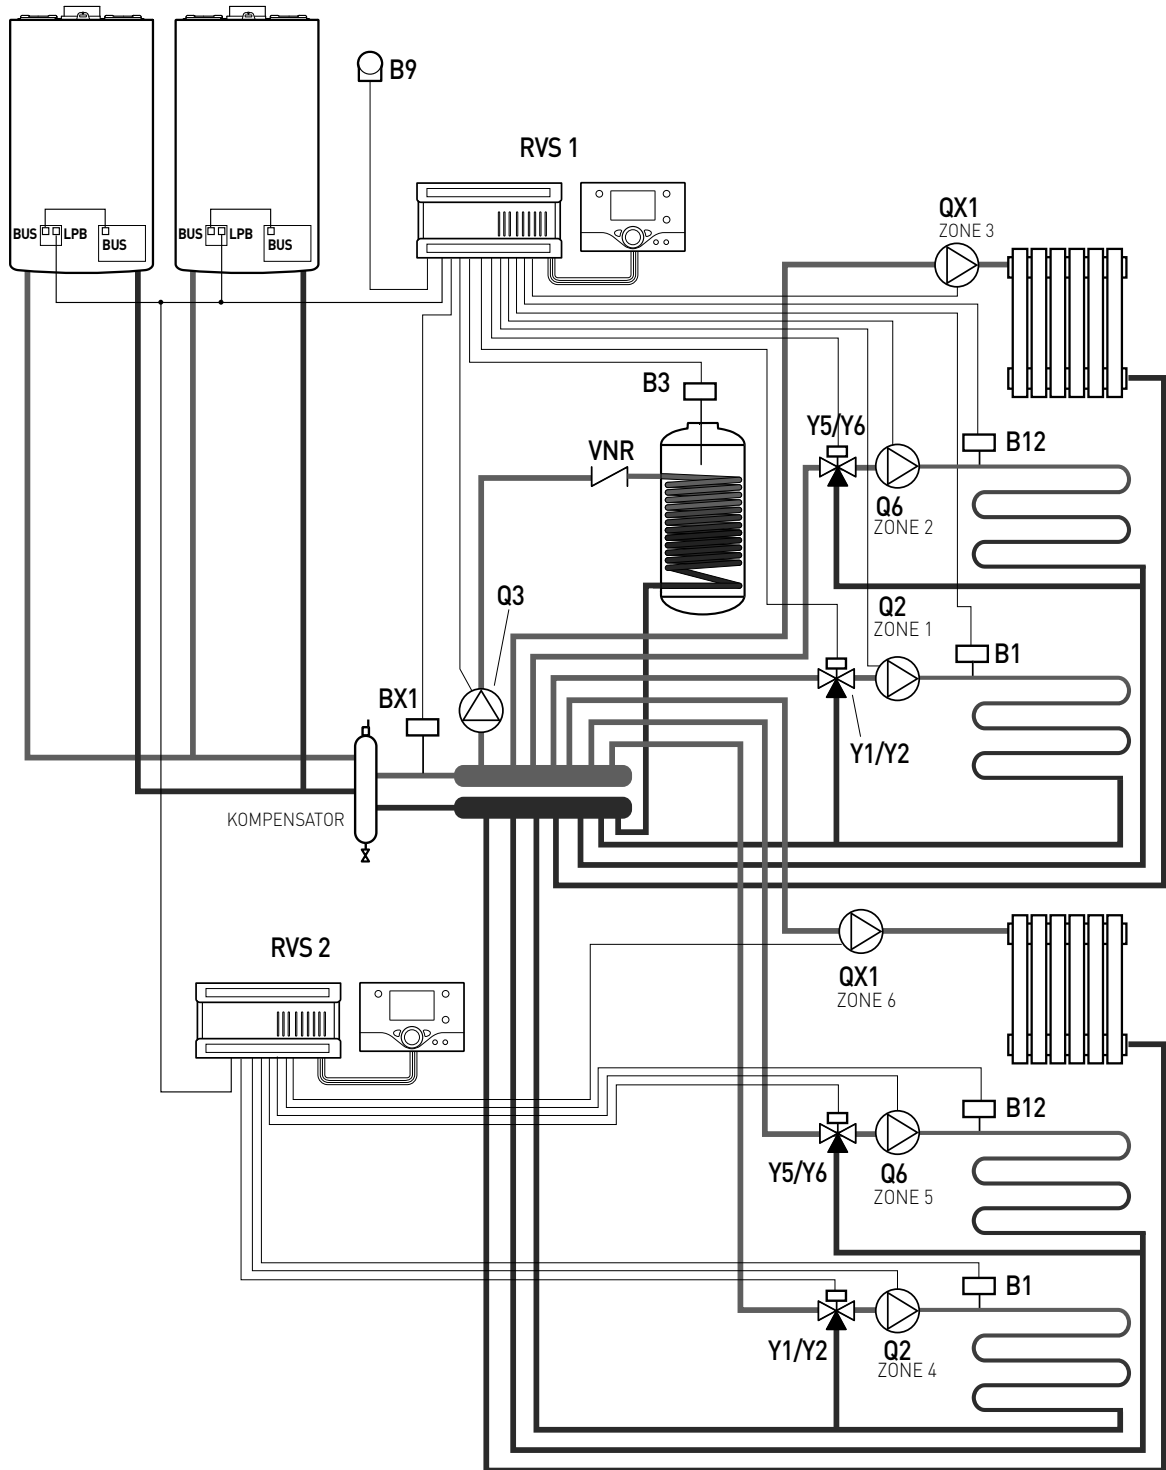 B9
RVS 1
BUS
LPB
BUS
BUS
LPB
BUS
QX1
ZONE 3
B3
Y5/Y6
B12
VNR
Q6
ZONE 2
Q3
Q2
ZONE 1
B1
BX1
Y1/Y2
KOMPENSATOR
RVS 2
QX1
ZONE 6
B12
Y5/Y6
Q6
ZONE 5
B1
Y1/Y2
Q2
ZONE 4